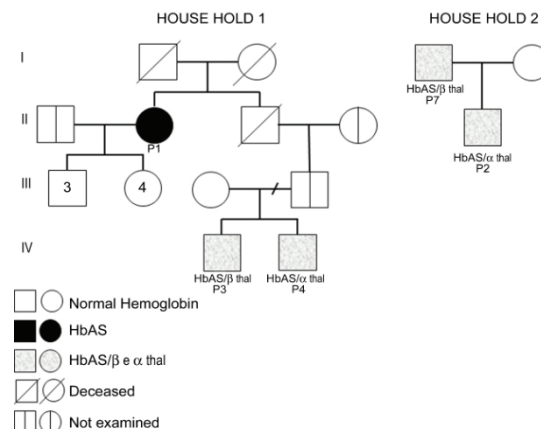 HOUSE HOLD 1
HOUSE HOLD 2
I
HbAS/β thal
P7
II
P1
HbAS/α thal
P2
III
3
4
IV
HbAS/β thal
P3
HbAS/α thal
P4
Normal Hemoglobin
HbAS
HbAS/β e α thal
Deceased
Not examined